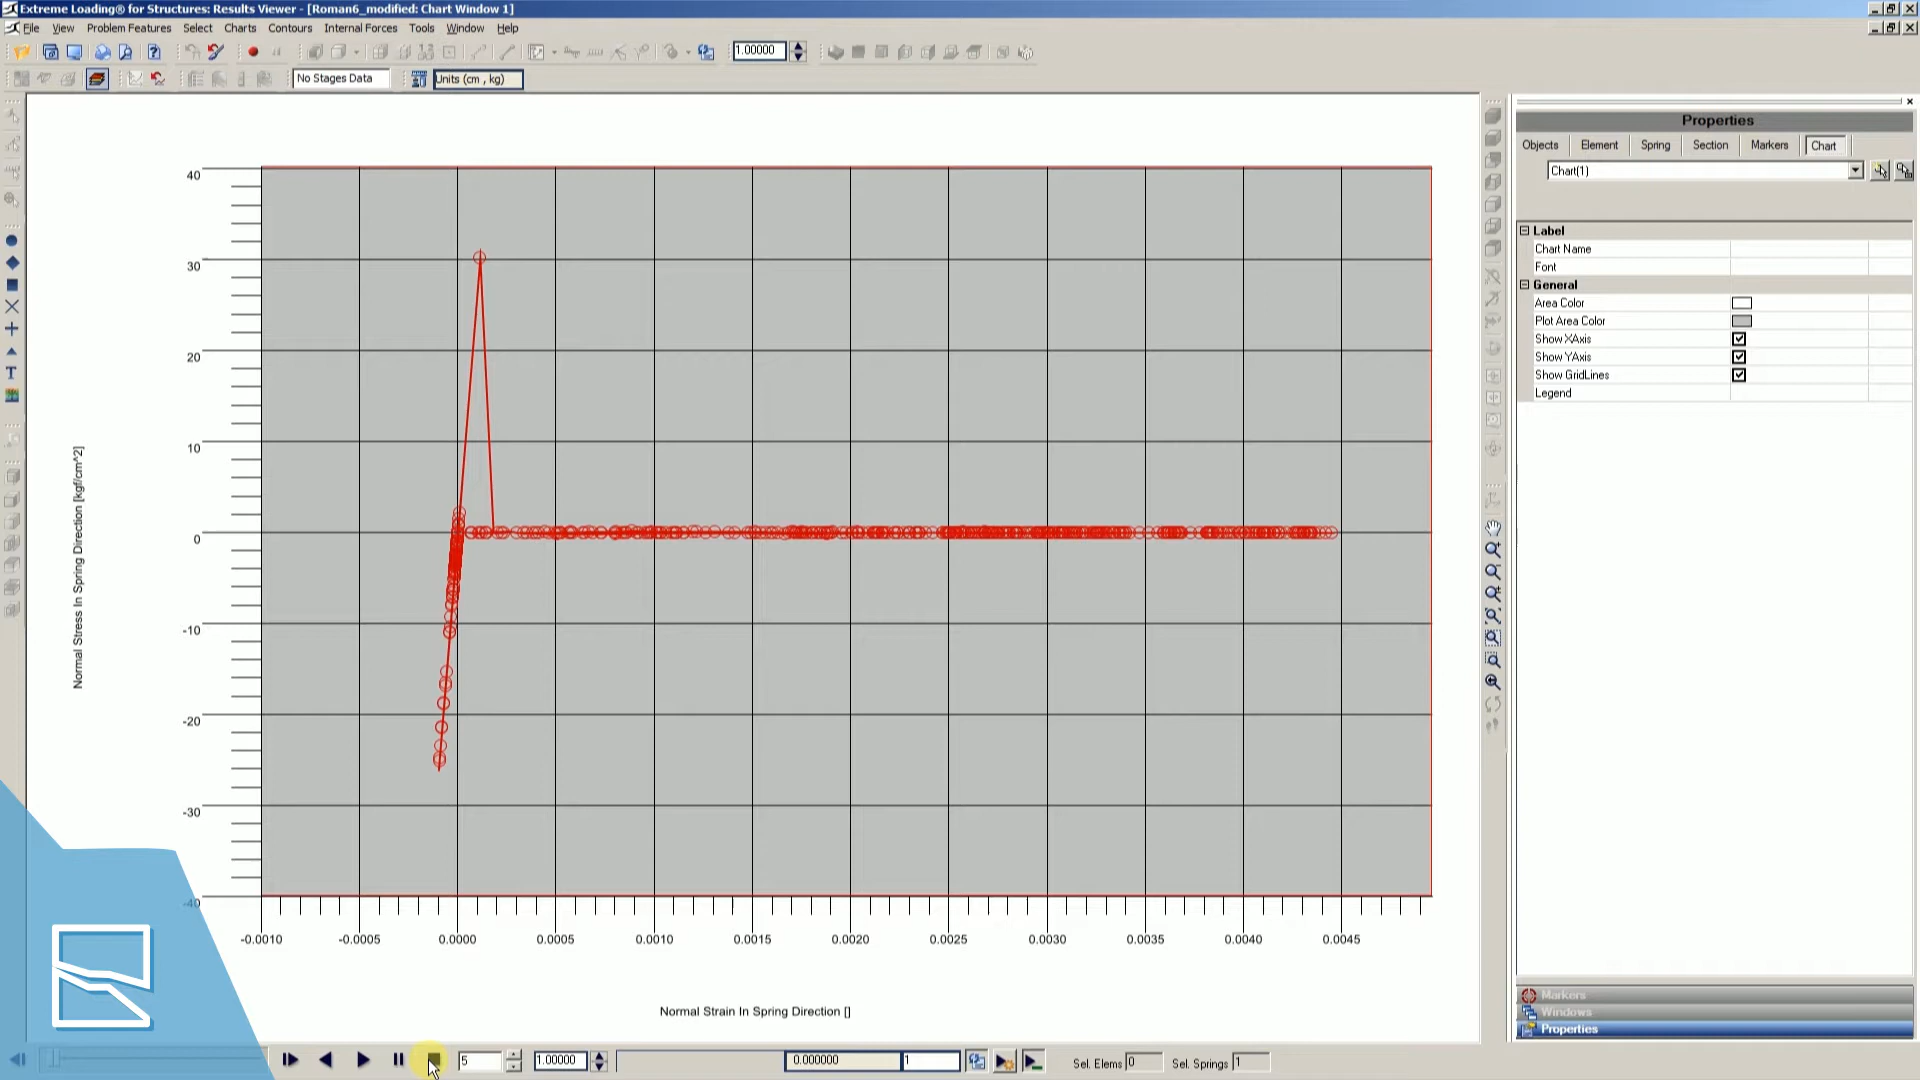 Extreme Loading® for Structures: Results Viewer - [Roman6_modified: Chart Window 1]
File View Problem Features Select Charts Contours Internal Forces Tools Window Help
1.00000
No Stages Data Units (cm , kg)
Properties
Objects Element Spring Section Markers Chart
Chart(1)
Label
Chart Name
Font
General
Area Color
Plot Area Color
Show XAxis
Show YAxis
Show GridLines
Legend
40
30
20
10
0
-10
-20
-30
-40
Normal Stress In Spring Direction [kgf/cm^2]
-0.0010 -0.0005 0.0000 0.0005 0.0010 0.0015 0.0020 0.0025 0.0030 0.0035 0.0040 0.0045
Normal Strain In Spring Direction []
Markers
Windows
Properties
5 1.00000 0.000000 1 Sel. Elems 0 Sel. Springs 1